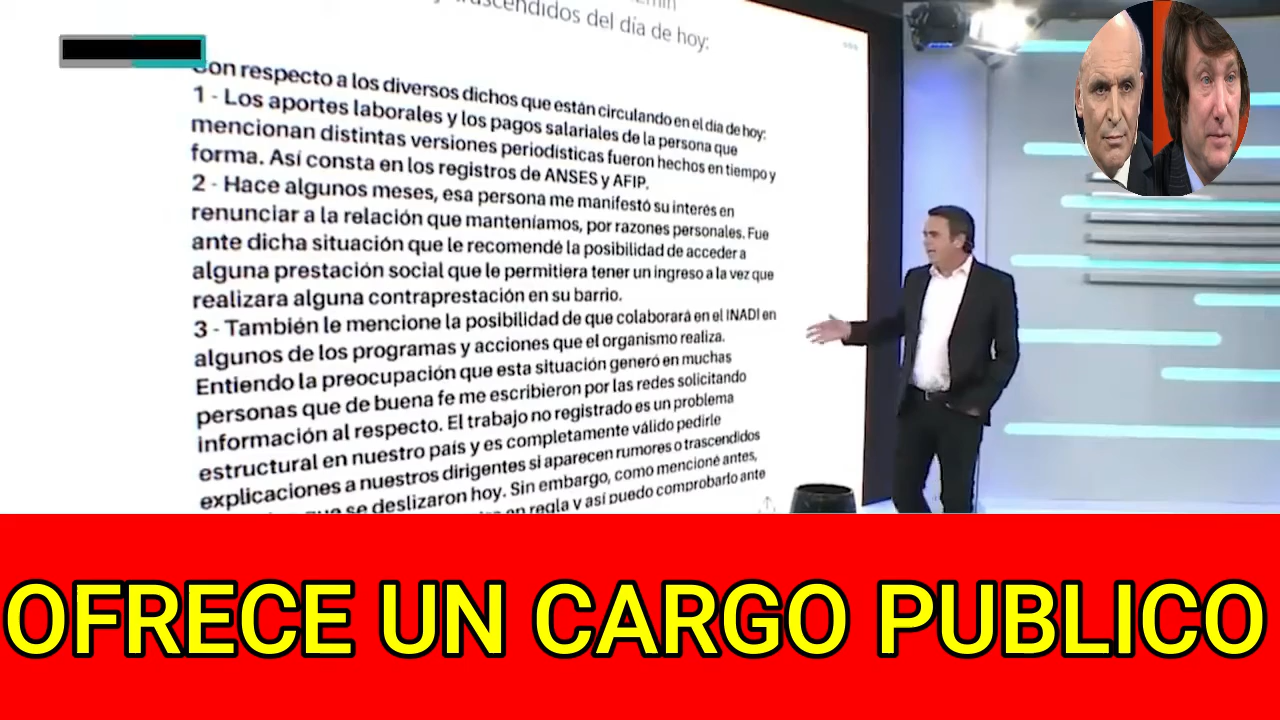 trascendidos del día de hoy:
Con respecto a los diversos dichos que están circulando en el día de hoy:
1 - Los aportes laborales y los pagos salariales de la persona que
mencionan distintas versiones periodísticas fueron hechos en tiempo y
forma. Así consta en los registros de ANSES y AFIP.
2 - Hace algunos meses, esa persona me manifestó su interés en
renunciar a la relación que manteníamos, por razones personales. Fue
ante dicha situación que le recomendé la posibilidad de acceder a
alguna prestación social que le permitiera tener un ingreso a la vez que
realizara alguna contraprestación en su barrio.
3 - También le mencione la posibilidad de que colaborará en el INADI en
algunos de los programas y acciones que el organismo realiza.
Entiendo la preocupación que esta situación generó en muchas
personas que de buena fe me escribieron por las redes solicitando
información al respecto. El trabajo no registrado es un problema
estructural en nuestro país y es completamente válido pedirle
explicaciones a nuestros dirigentes si aparecen rumores o trascendidos
que se deslizaron hoy. Sin embargo, como mencioné antes,
en regla y así puedo comprobarlo ante
OFRECE UN CARGO PUBLICO